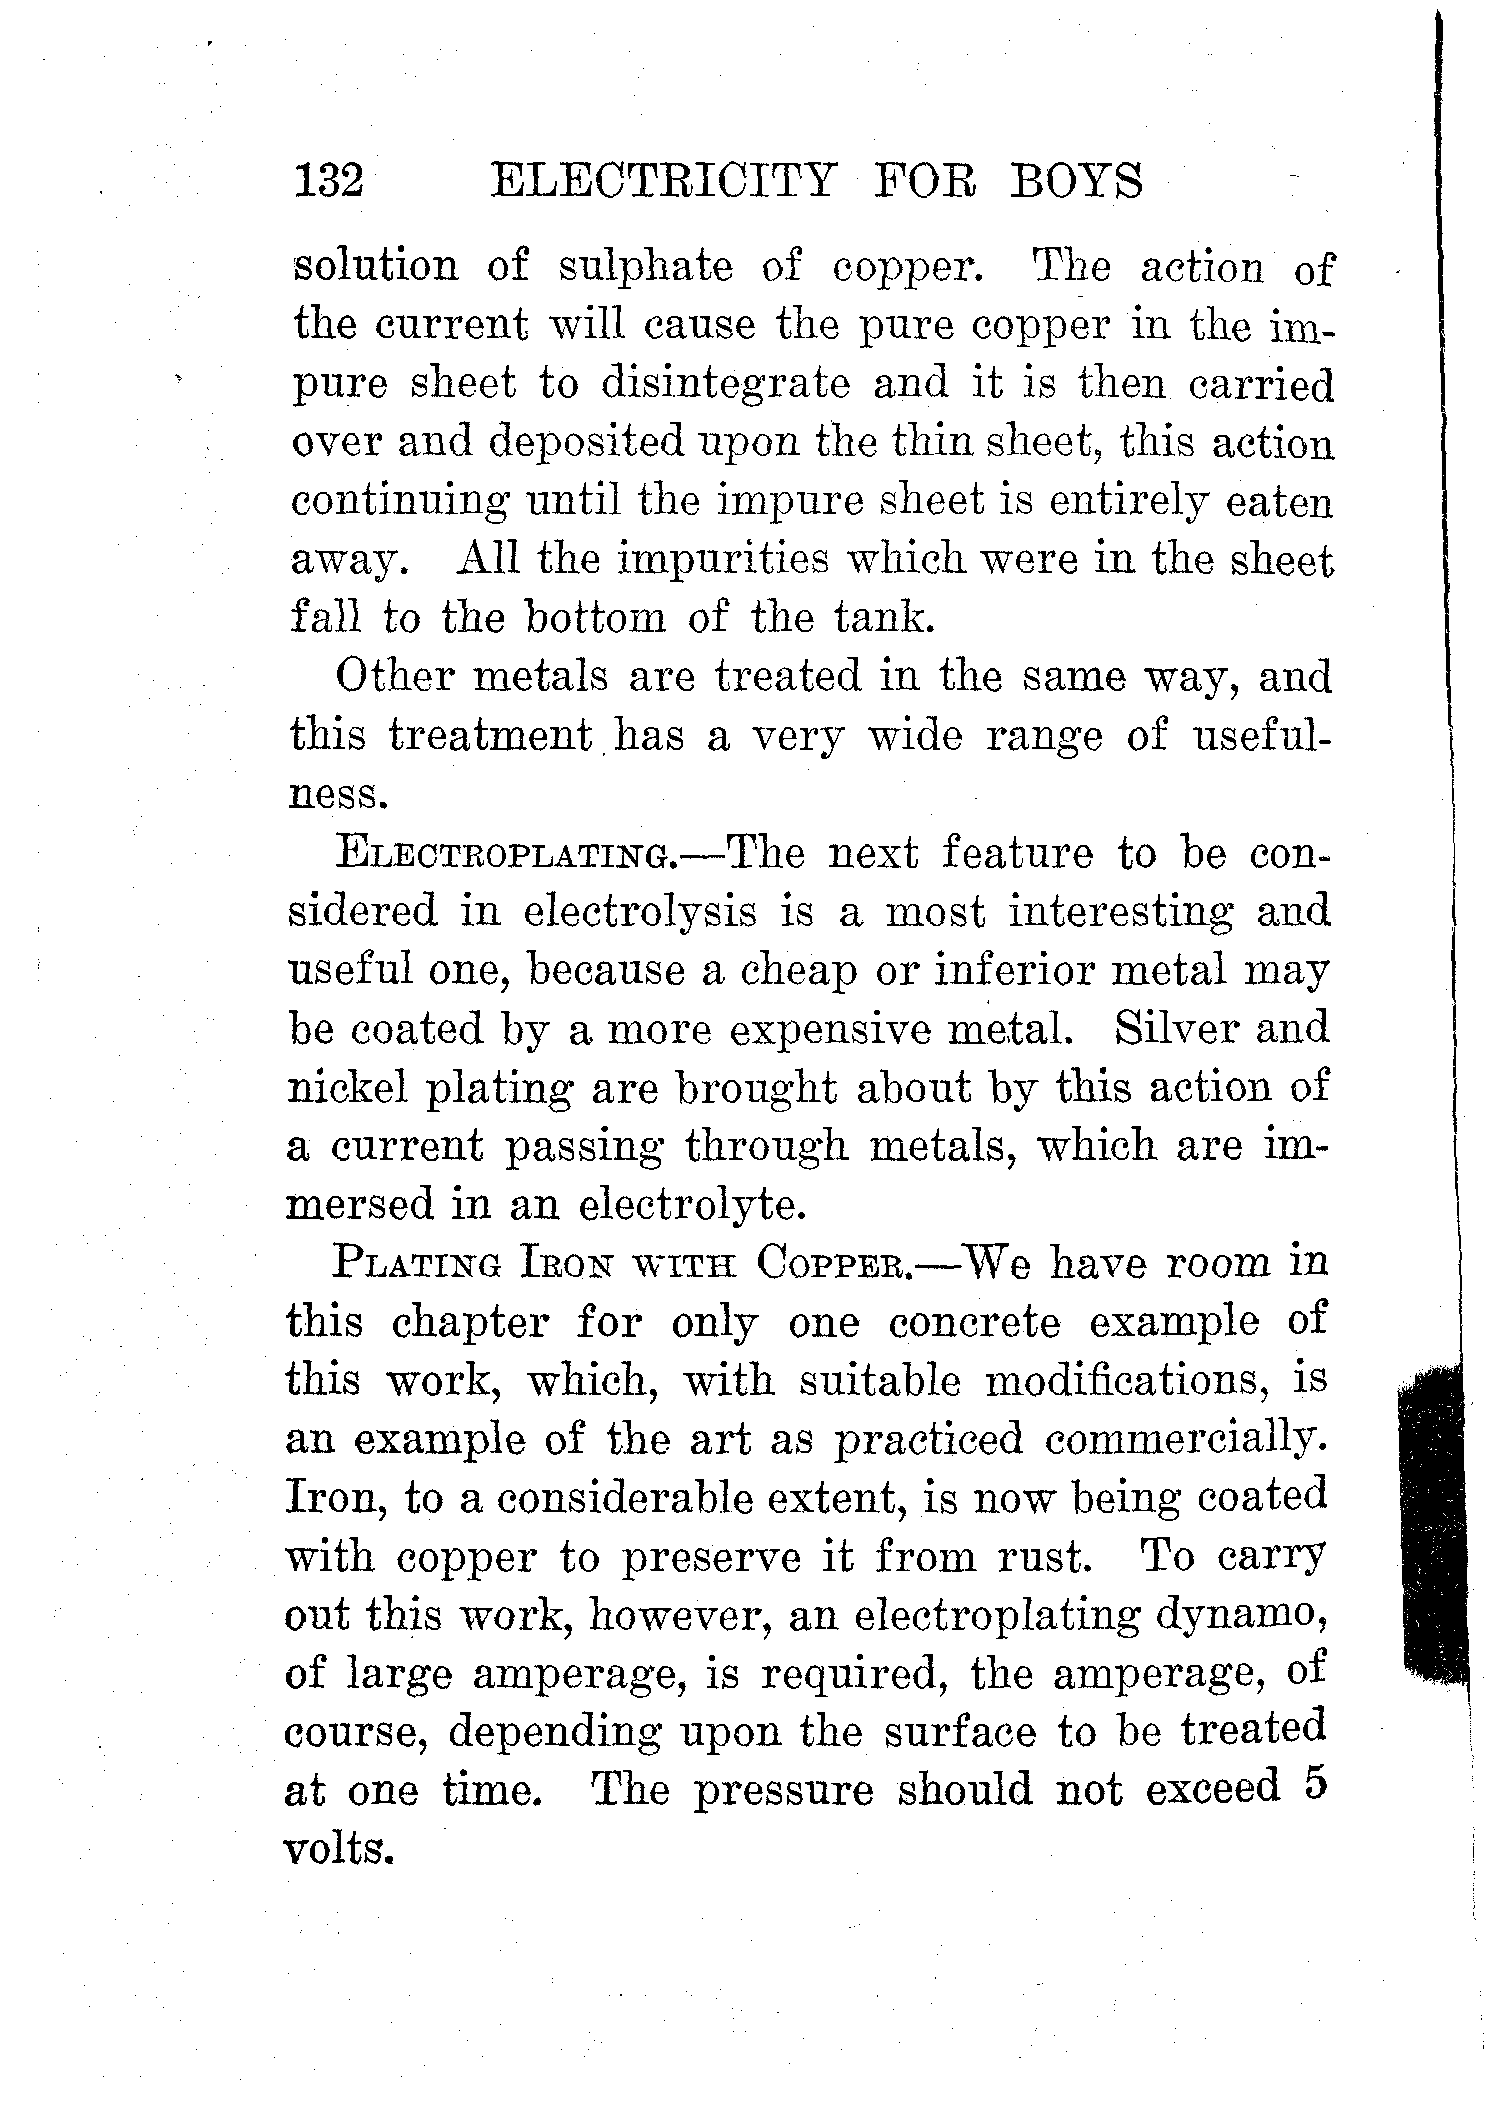 132 ELECTRICITY FOR BOYS
solution of sulphate of copper. The action of
the current will cause the pure copper in the im-
pure sheet to disintegrate and it is then carried
over and deposited upon the thin sheet, this action
continuing until the impure sheet is entirely eaten
away. All the impurities which were in the sheet
fall to the bottom of the tank.
Other metals are treated in the same way, and
this treatment has a very wide range of useful-
ness.
ELECTROPLATING.—The next feature to be con-
sidered in electrolysis is a most interesting and
useful one, because a cheap or inferior metal may
be coated by a more expensive metal. Silver and
nickel plating are brought about by this action of
a current passing through metals, which are im-
mersed in an electrolyte.
PLATING IRON WITH COPPER.—We have room in
this chapter for only one concrete example of
this work, which, with suitable modifications, is
an example of the art as practiced commercially.
Iron, to a considerable extent, is now being coated
with copper to preserve it from rust. To carry
out this work, however, an electroplating dynamo,
of large amperage, is required, the amperage, of
course, depending upon the surface to be treated
at one time. The pressure should not exceed 5
volts.